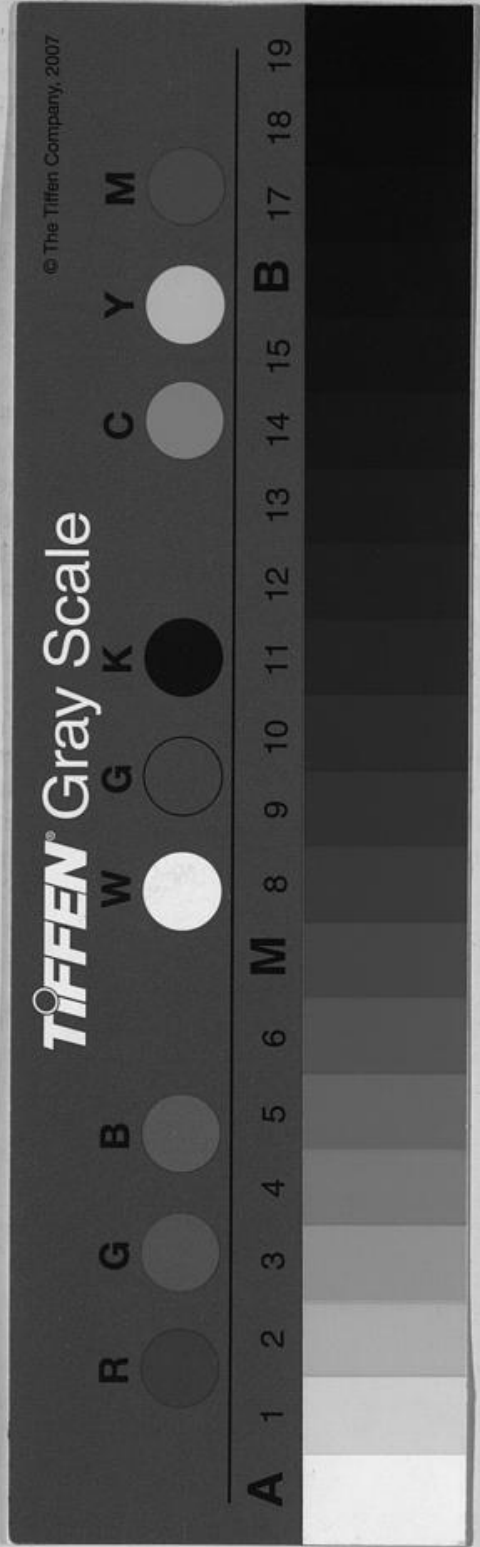 TIFFEN® Gray Scale
© The Tiffen Company, 2007
R G B W G K C Y M
A 1 2 3 4 5 6 M 8 9 10 11 12 13 14 15 B 17 18 19